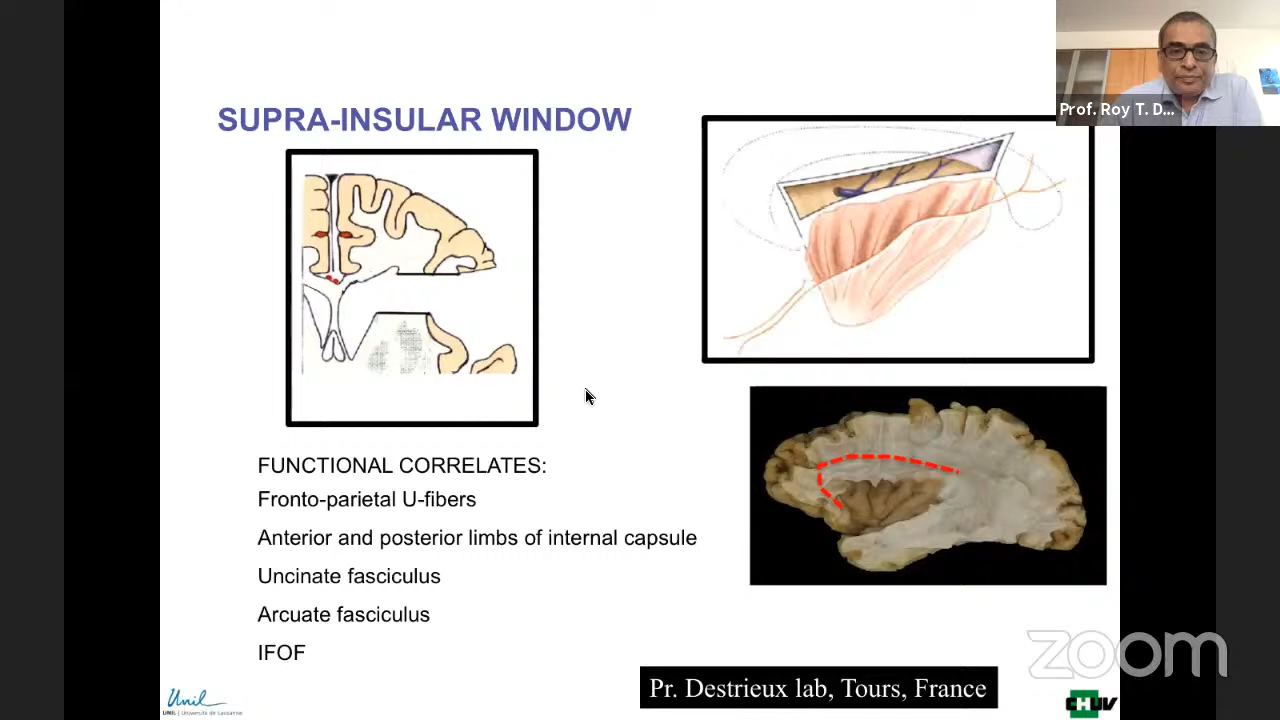 SUPRA-INSULAR WINDOW
Prof. Roy T. D...
FUNCTIONAL CORRELATES:
Fronto-parietal U-fibers
Anterior and posterior limbs of internal capsule
Uncinate fasciculus
Arcuate fasciculus
IFOF
Pr. Destrieux lab, Tours, France
zoom
Unil
UNIL | Université de Lausanne
CHUV